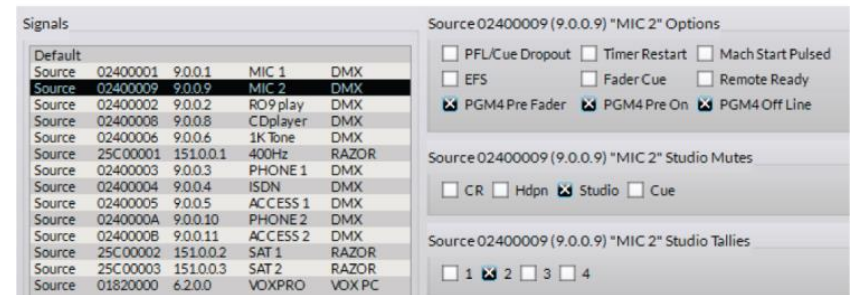 Signals
Default
Source 02400001 9.0.0.1 MIC 1 DMX
Source 02400009 9.0.0.9 MIC 2 DMX
Source 02400002 9.0.0.2 RO9 play DMX
Source 02400008 9.0.0.8 CDplayer DMX
Source 02400006 9.0.0.6 1K Tone DMX
Source 25C00001 151.0.0.1 400Hz RAZOR
Source 02400003 9.0.0.3 PHONE 1 DMX
Source 02400004 9.0.0.4 ISDN DMX
Source 02400005 9.0.0.5 ACCESS 1 DMX
Source 0240000A 9.0.0.10 PHONE 2 DMX
Source 0240000B 9.0.0.11 ACCESS 2 DMX
Source 25C00002 151.0.0.2 SAT 1 RAZOR
Source 25C00003 151.0.0.3 SAT 2 RAZOR
Source 01820000 6.2.0.0 VOXPRO VOX PC
Source 02400009 (9.0.0.9) "MIC 2" Options
PFL/Cue Dropout Timer Restart Mach Start Pulsed
EFS Fader Cue Remote Ready
PGM4 Pre Fader PGM4 Pre On PGM4 Off Line
Source 02400009 (9.0.0.9) "MIC 2" Studio Mutes
CR Hdpn Studio Cue
Source 02400009 (9.0.0.9) "MIC 2" Studio Tallies
1 2 3 4